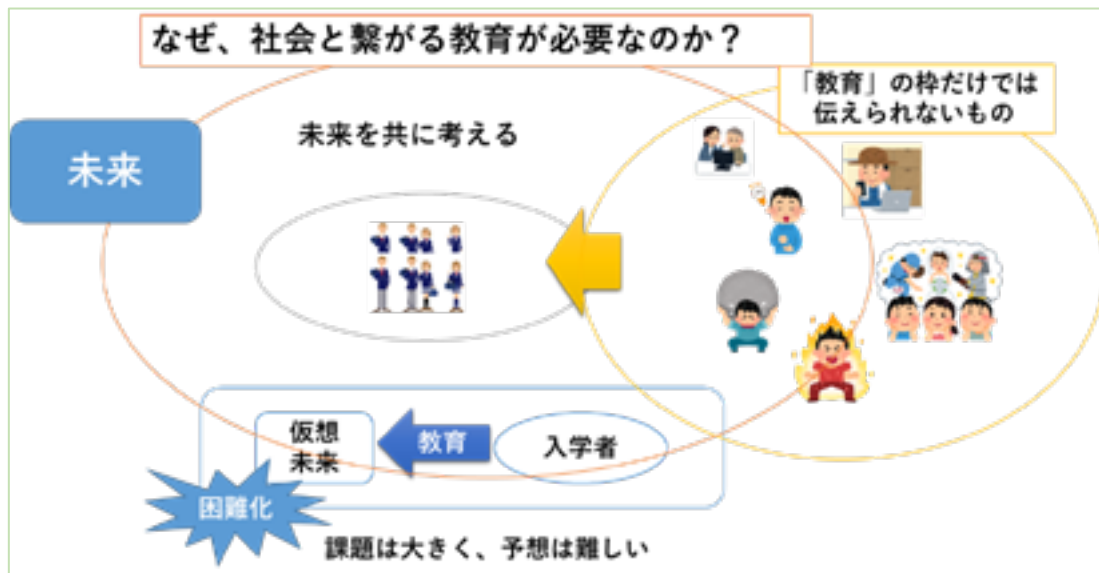 なぜ、社会と繋がる教育が必要なのか？
「教育」の枠だけでは
伝えられないもの
未来
未来を共に考える
仮想
未来
教育
入学者
困難化
課題は大きく、予想は難しい